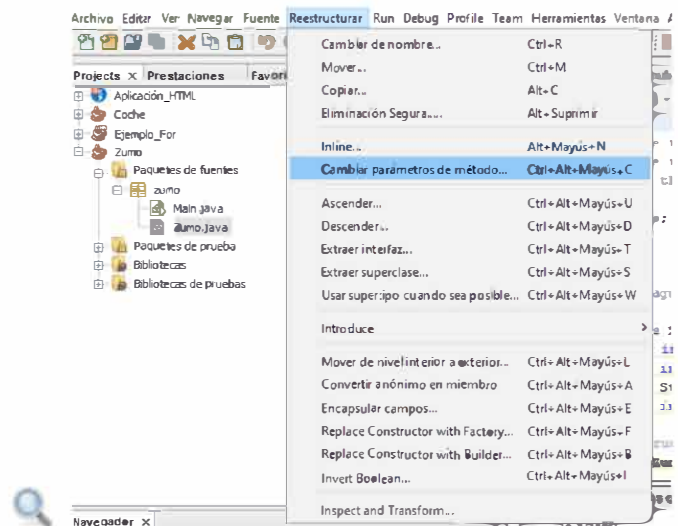 Archivo Editar Ver Navegar Fuente Reestructurar Run Debug Profile Team Herramientas Ventana
Projects × Prestaciones Favori
Aplicación_HTML
Coche
Ejemplo_For
Zumo
Paquetes de fuentes
zumo
Main.java
Zumo.java
Paquetes de prueba
Bibliotecas
Bibliotecas de pruebas
Navegador ×
Cambiar de nombre... Ctrl+R
Mover... Ctrl+M
Copiar... Alt+C
Eliminación Segura..... Alt+Suprimir
Inline... Alt+Mayús+N
Cambiar parámetros de método... Ctrl+Alt+Mayús+C
Ascender... Ctrl+Alt+Mayús+U
Descender... Ctrl+Alt+Mayús+D
Extraer interfaz... Ctrl+Alt+Mayús+T
Extraer superclase... Ctrl+Alt+Mayús+S
Usar supertipo cuando sea posible... Ctrl+Alt+Mayús+W
Introduce >
Mover de nivel interior a exterior... Ctrl+Alt+Mayús+L
Convertir anónimo en miembro Ctrl+Alt+Mayús+A
Encapsular campos... Ctrl+Alt+Mayús+E
Replace Constructor with Factory... Ctrl+Alt+Mayús+F
Replace Constructor with Builder... Ctrl+Alt+Mayús+B
Invert Boolean... Ctrl+Alt+Mayús+I
Inspect and Transform...